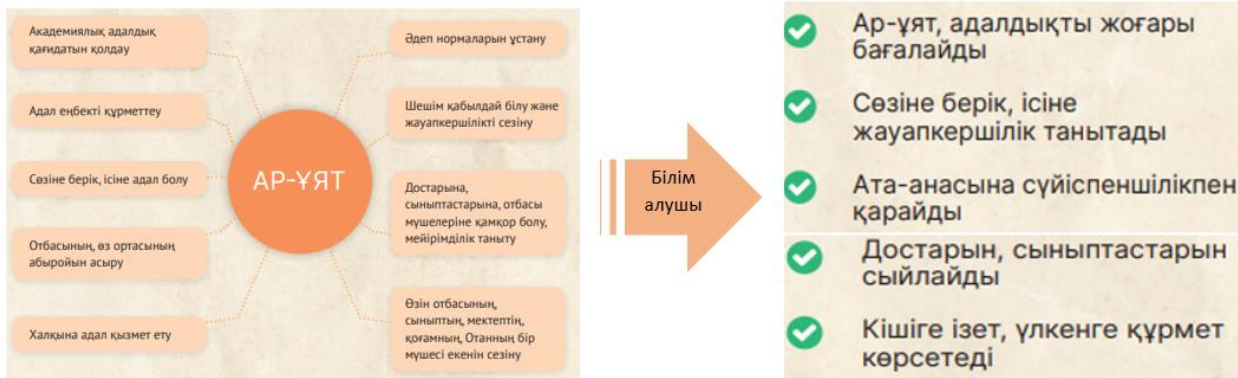 Академиялық адалдық
қағидатын қолдау
Адал еңбекті құрметтеу
Сөзіне берік, ісіне адал болу
Отбасының, өз ортасының
абыройын асыру
Халқына адал қызмет ету
АР-ҰЯТ
Әдеп нормаларын ұстану
Шешім қабылдай білу және
жауапкершілікті сезіну
Достарына,
сыныптастарына, отбасы
мүшелеріне қамқор болу,
мейірімділік таныту
Өзін отбасының,
сыныптың, мектептің,
қоғамның, Отанның бір
мүшесі екенін сезіну
Білім
алушы
Ар-ұят, адалдықты жоғары
бағалайды
Сөзіне берік, ісіне
жауапкершілік танытады
Ата-анасына сүйіспеншілікпен
қарайды
Достарын, сыныптастарын
сыйлайды
Кішіге ізет, үлкенге құрмет
көрсетеді